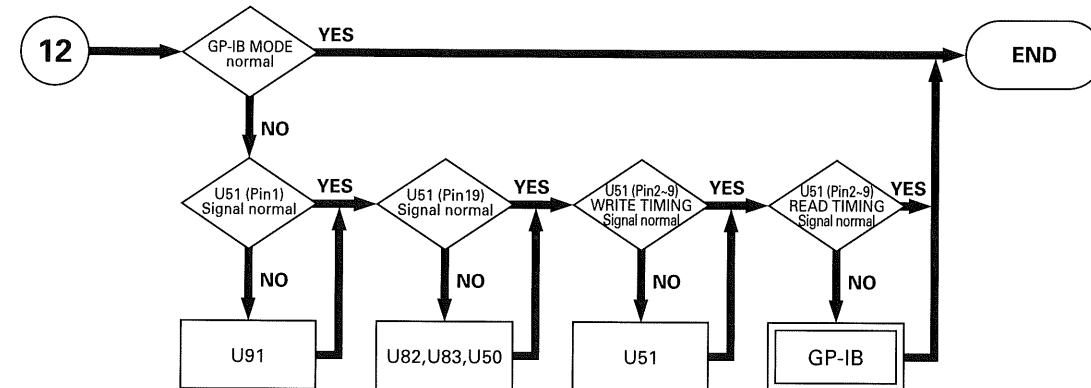 12
GP-IB MODE
normal
YES
END
NO
U51 (Pin1)
Signal normal
YES
U51 (Pin19)
Signal normal
YES
U51 (Pin2~9)
WRITE TIMING
Signal normal
YES
U51 (Pin2~9)
READ TIMING
Signal normal
YES
NO
NO
NO
NO
U91
U82,U83,U50
U51
GP-IB